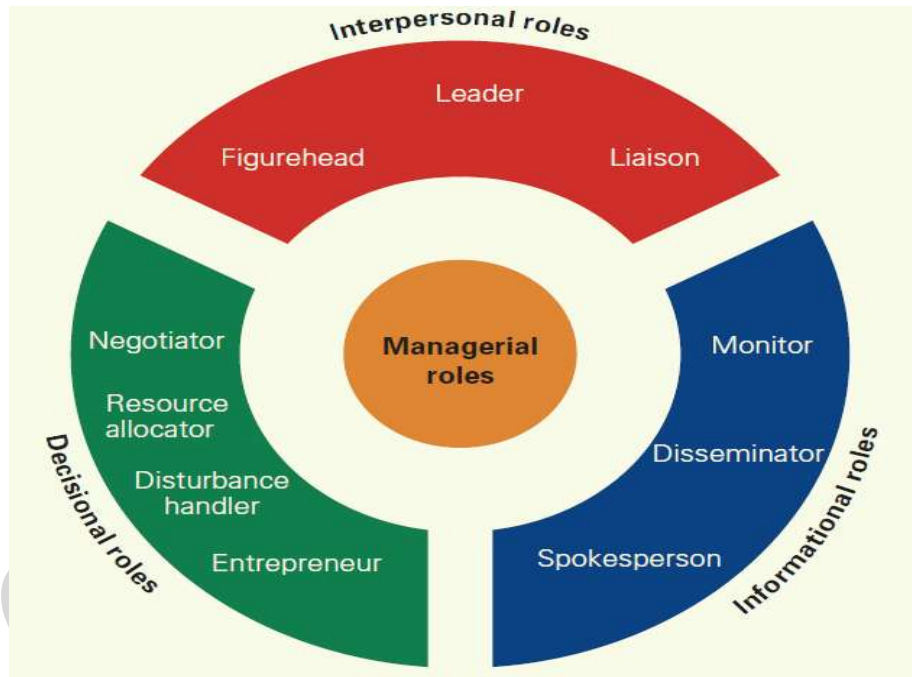 Interpersonal roles
Leader
Figurehead
Liaison
Managerial
roles
Monitor
Disseminator
Spokesperson
Informational roles
Negotiator
Resource
allocator
Disturbance
handler
Entrepreneur
Decisional roles